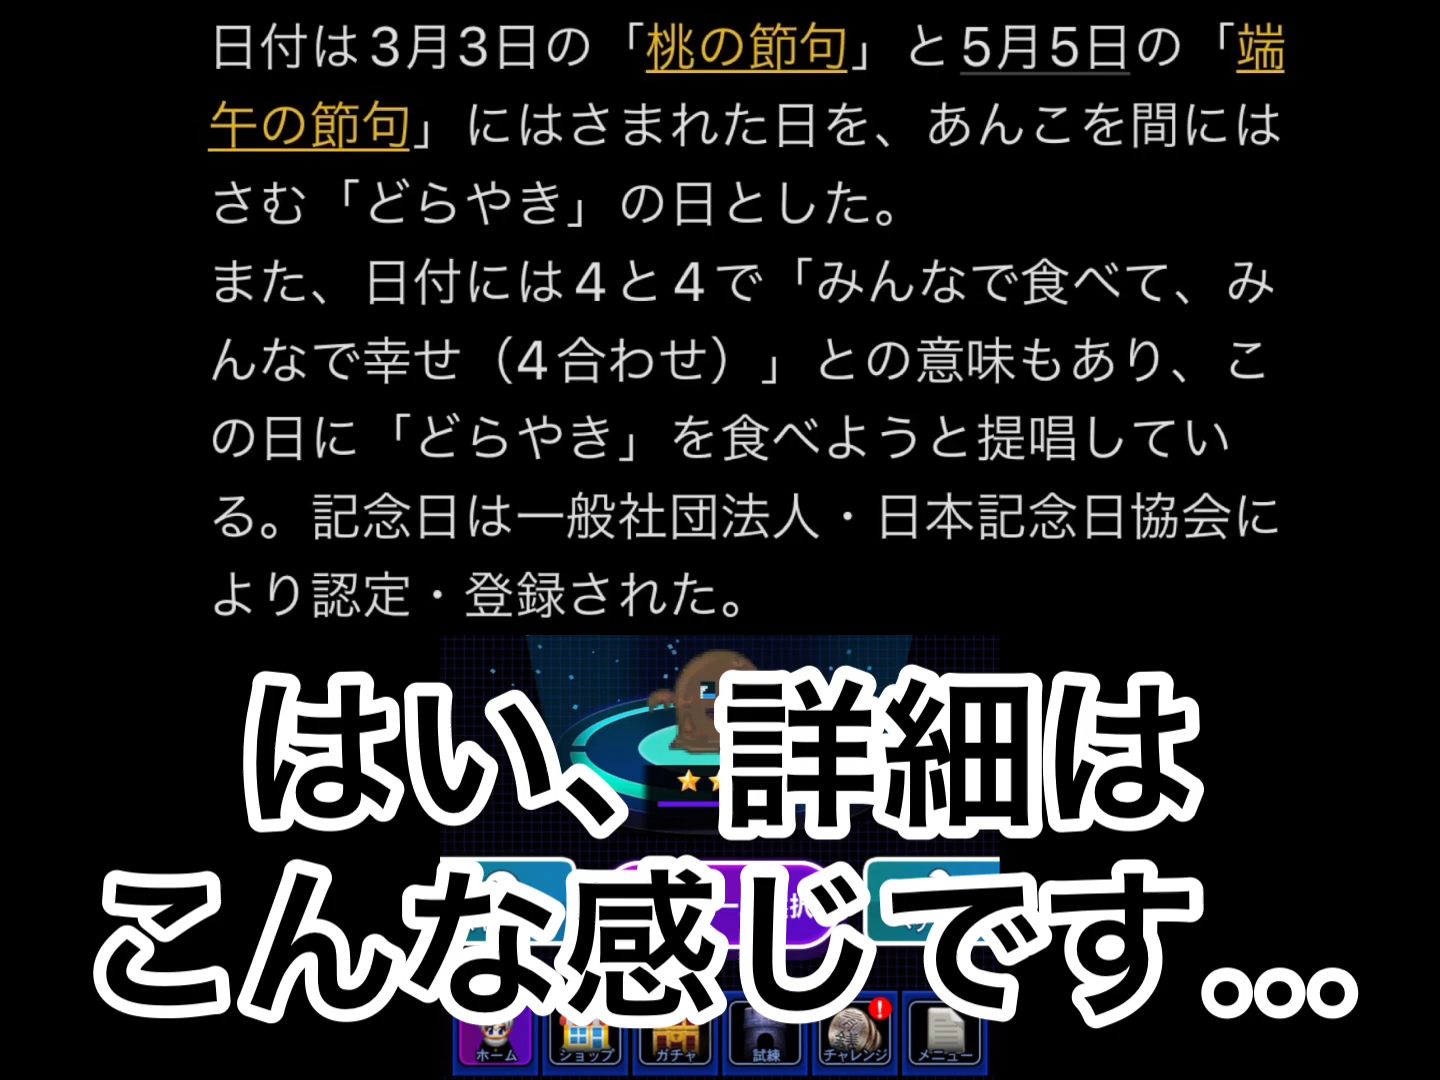 日付は3月3日の「桃の節句」と5月5日の「端
午の節句」にはさまれた日を、あんこを間には
さむ「どらやき」の日とした。
また、日付には4と4で「みんなで食べて、み
んなで幸せ（4合わせ）」との意味もあり、こ
の日に「どらやき」を食べようと提唱してい
る。記念日は一般社団法人・日本記念日協会に
より認定・登録された。
はい、詳細は
こんな感じです...
ホーム
ショップ
ガチャ
試練
チャレンジ
メニュー